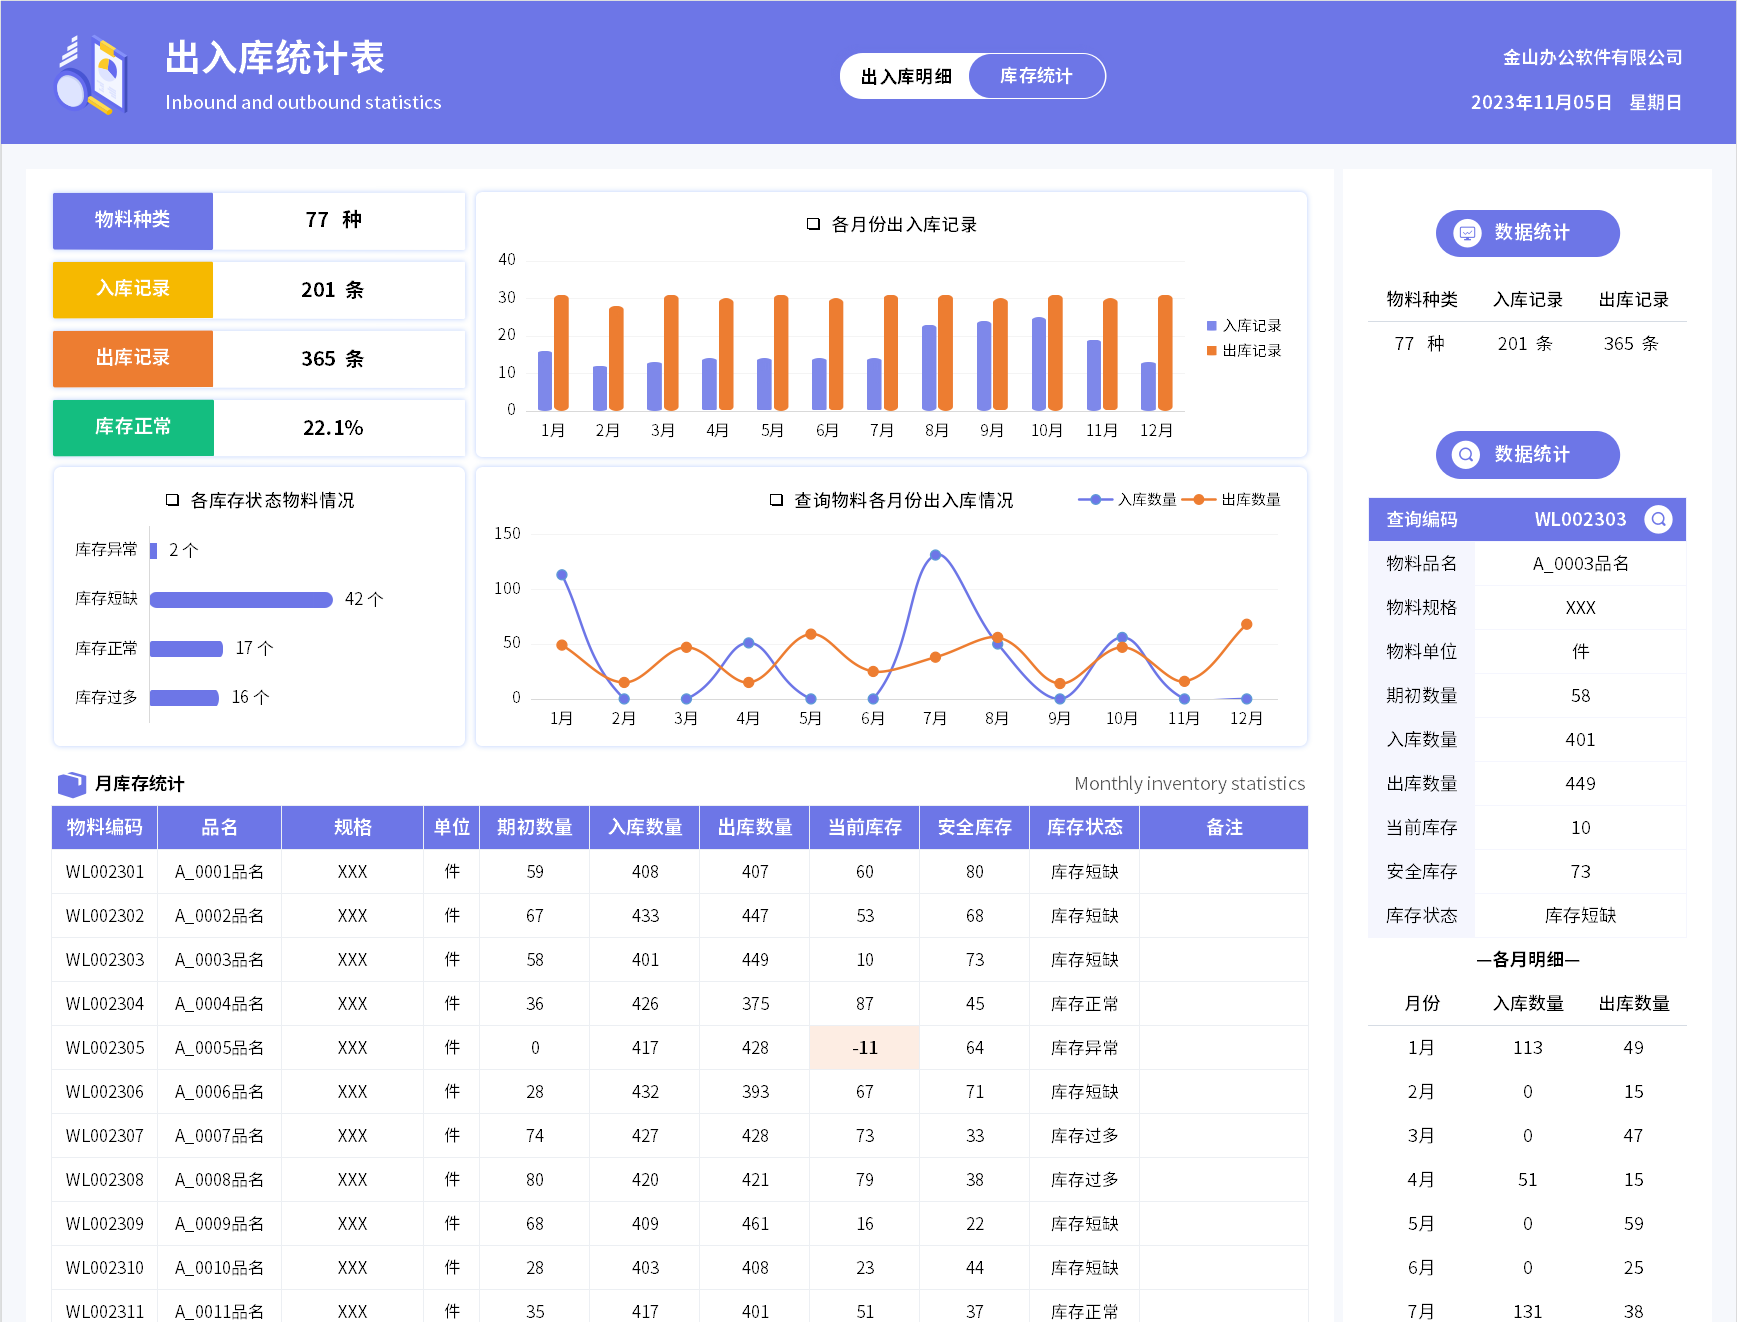 出入库统计表
Inbound and outbound statistics
出入库明细 库存统计
金山办公软件有限公司
2023年11月05日 星期日
物料种类 77 种
入库记录 201 条
出库记录 365 条
库存正常 22.1%
各月份出入库记录
40
30
20
10
0
1月 2月 3月 4月 5月 6月 7月 8月 9月 10月 11月 12月
入库记录
出库记录
各库存状态物料情况
库存异常 2 个
库存短缺 42 个
库存正常 17 个
库存过多 16 个
查询物料各月份出入库情况
入库数量 出库数量
150
100
50
0
1月 2月 3月 4月 5月 6月 7月 8月 9月 10月 11月 12月
月库存统计 Monthly inventory statistics
物料编码 品名 规格 单位 期初数量 入库数量 出库数量 当前库存 安全库存 库存状态 备注
WL002301 A_0001品名 XXX 件 59 408 407 60 80 库存短缺
WL002302 A_0002品名 XXX 件 67 433 447 53 68 库存短缺
WL002303 A_0003品名 XXX 件 58 401 449 10 73 库存短缺
WL002304 A_0004品名 XXX 件 36 426 375 87 45 库存正常
WL002305 A_0005品名 XXX 件 0 417 428 -11 64 库存异常
WL002306 A_0006品名 XXX 件 28 432 393 67 71 库存短缺
WL002307 A_0007品名 XXX 件 74 427 428 73 33 库存过多
WL002308 A_0008品名 XXX 件 80 420 421 79 38 库存过多
WL002309 A_0009品名 XXX 件 68 409 461 16 22 库存短缺
WL002310 A_0010品名 XXX 件 28 403 408 23 44 库存短缺
WL002311 A_0011品名 XXX 件 35 417 401 51 37 库存正常
数据统计
物料种类 入库记录 出库记录
77 种 201 条 365 条
数据统计
查询编码 WL002303
物料品名 A_0003品名
物料规格 XXX
物料单位 件
期初数量 58
入库数量 401
出库数量 449
当前库存 10
安全库存 73
库存状态 库存短缺
—各月明细—
月份 入库数量 出库数量
1月 113 49
2月 0 15
3月 0 47
4月 51 15
5月 0 59
6月 0 25
7月 131 38